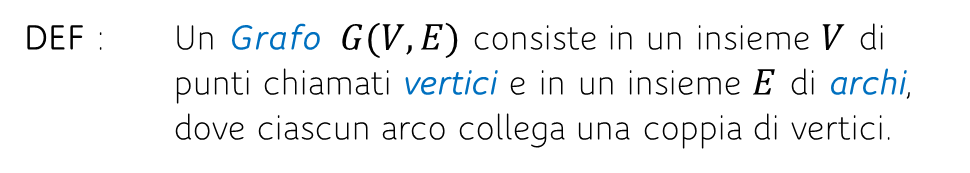 DEF : Un Grafo G(V, E) consiste in un insieme V di
punti chiamati vertici e in un insieme E di archi,
dove ciascun arco collega una coppia di vertici.